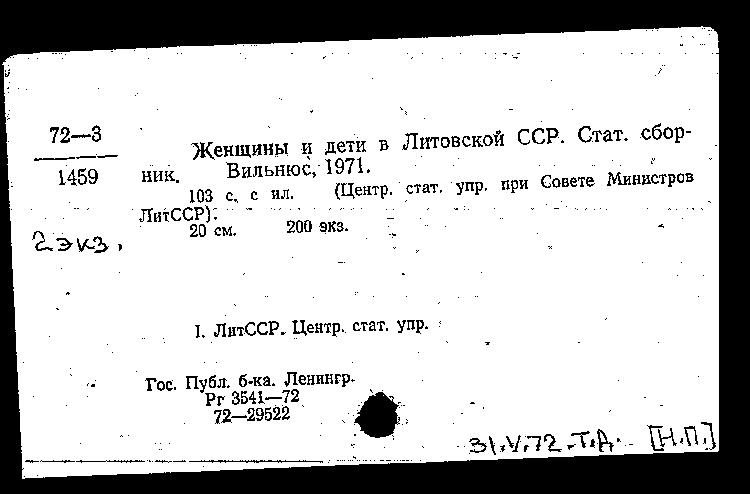 72—3
1459
2 экз.
Женщины и дети в Литовской ССР. Стат. сбор-
ник. Вильнюс, 1971.
103 с. с ил. (Центр. стат. упр. при Совете Министров
ЛитССР).
20 см. 200 экз.
I. ЛитССР. Центр. стат. упр.
Гос. Публ. б-ка. Ленингр.
Рг 3541—72
72—29522
31.V.72 Т.Д. [Н.П.]